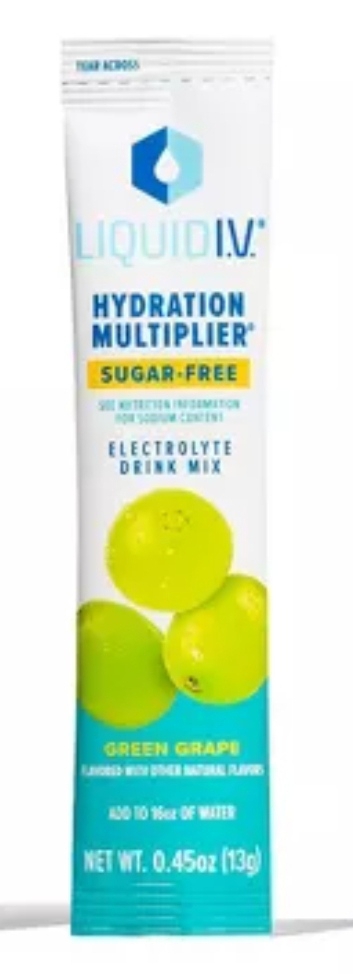 TEAR ACROSS
LIQUID I.V.®
HYDRATION
MULTIPLIER®
SUGAR-FREE
SEE NUTRITION INFORMATION
FOR SODIUM CONTENT
ELECTROLYTE
DRINK MIX
GREEN GRAPE
FLAVORED WITH OTHER NATURAL FLAVORS
ADD TO 16oz OF WATER
NET WT. 0.45oz (13g)